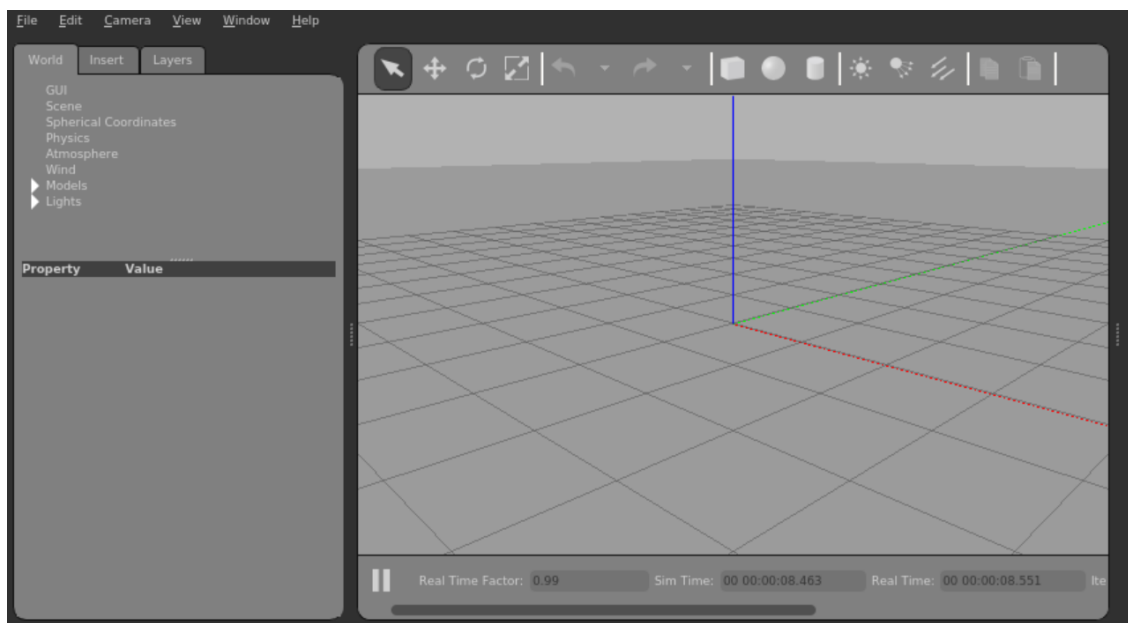 File Edit Camera View Window Help
World Insert Layers
GUI
Scene
Spherical Coordinates
Physics
Atmosphere
Wind
Models
Lights
Property Value
Real Time Factor: 0.99 Sim Time: 00 00:00:08.463 Real Time: 00 00:00:08.551 Ite